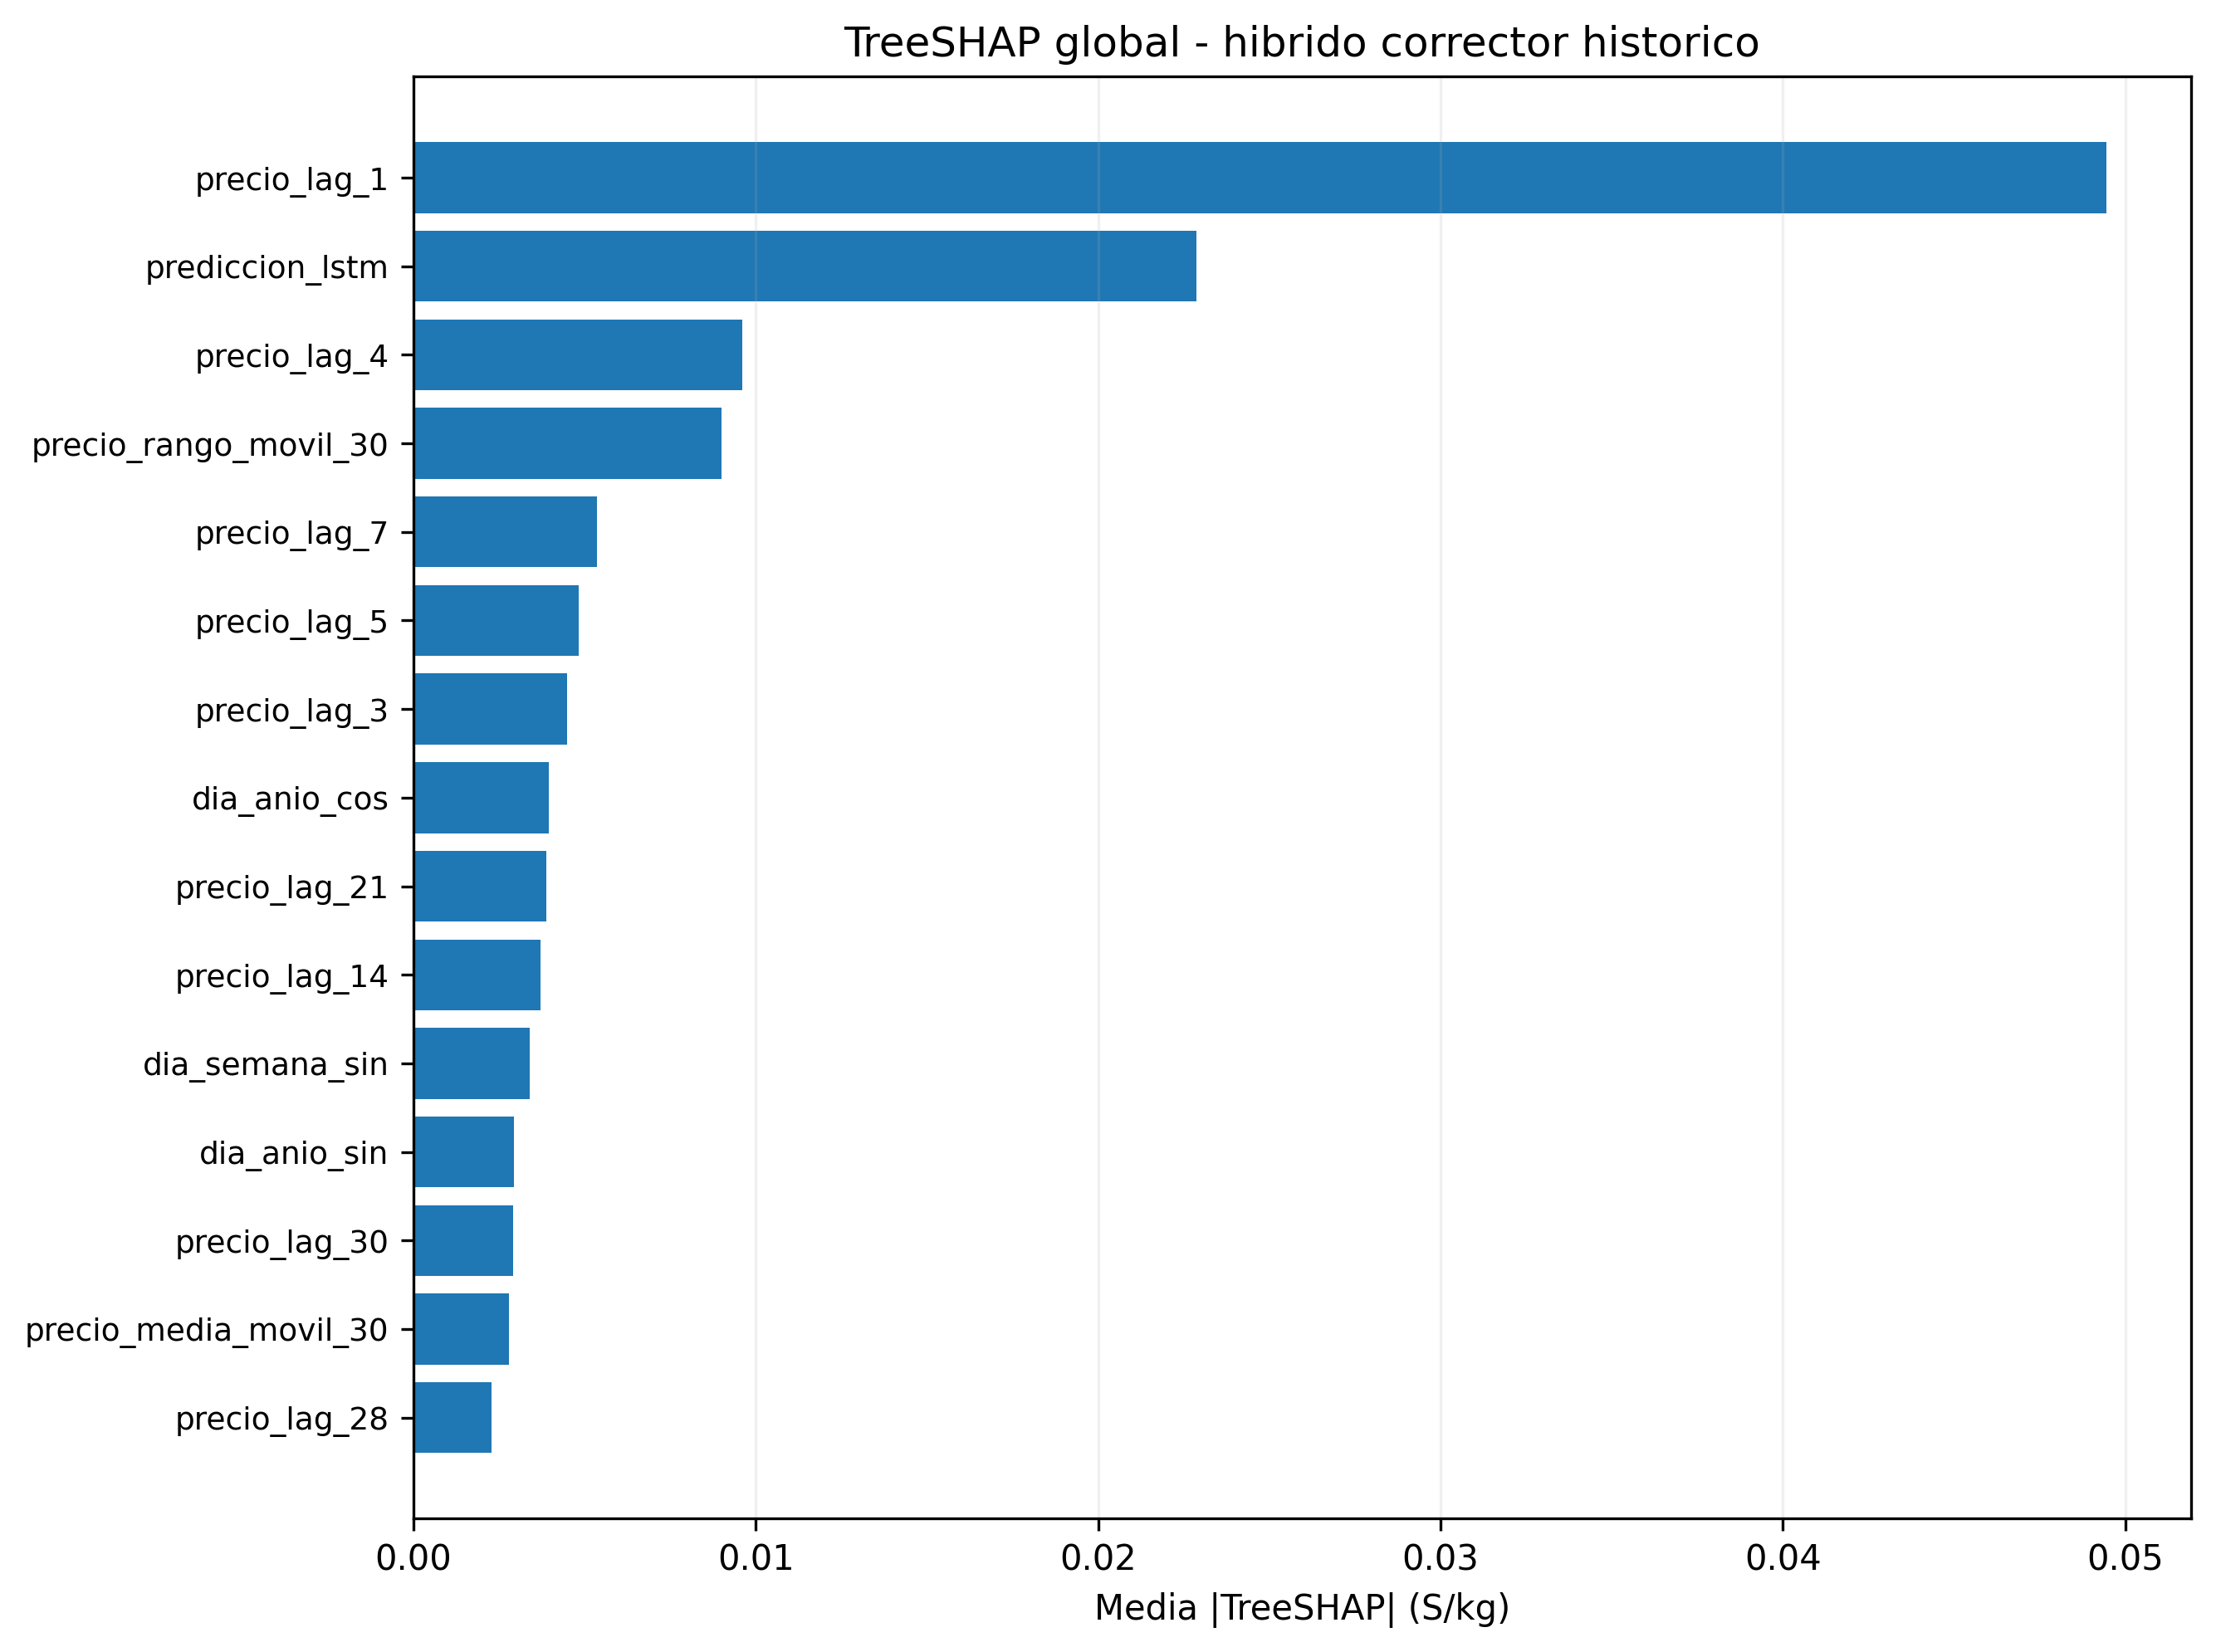 TreeSHAP global - hibrido corrector historico
precio_lag_1
prediccion_lstm
precio_lag_4
precio_rango_movil_30
precio_lag_7
precio_lag_5
precio_lag_3
dia_anio_cos
precio_lag_21
precio_lag_14
dia_semana_sin
dia_anio_sin
precio_lag_30
precio_media_movil_30
precio_lag_28
0.00 0.01 0.02 0.03 0.04 0.05
Media |TreeSHAP| (S/kg)